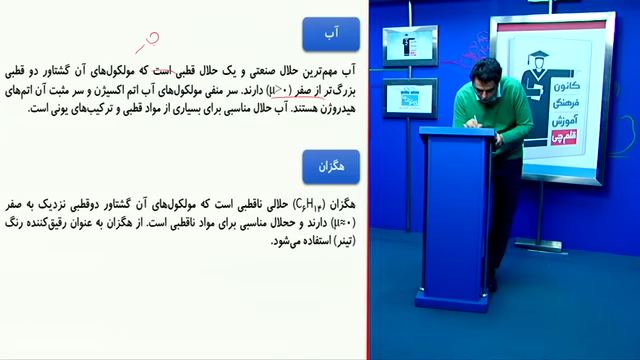 آب
آب مهم‌ترین حلال صنعتی و یک حلال قطبی است که مولکول‌های آن گشتاور دو قطبی
بزرگ‌تر از صفر (μ>۰) دارند. سر منفی مولکول‌های آب اتم اکسیژن و سر مثبت آن اتم‌های
هیدروژن هستند. آب حلال مناسبی برای بسیاری از مواد قطبی و ترکیب‌های یونی است.
هگزان
هگزان (C₆H₁₄) حلالی ناقطبی است که مولکول‌های آن گشتاور دوقطبی نزدیک به صفر
(μ≈۰) دارند و ححلال مناسبی برای مواد ناقطبی است. از هگزان به عنوان رقیق‌کننده رنگ
(تینر) استفاده می‌شود.
کانون
فرهنگی
آموزش
قلم‌چی